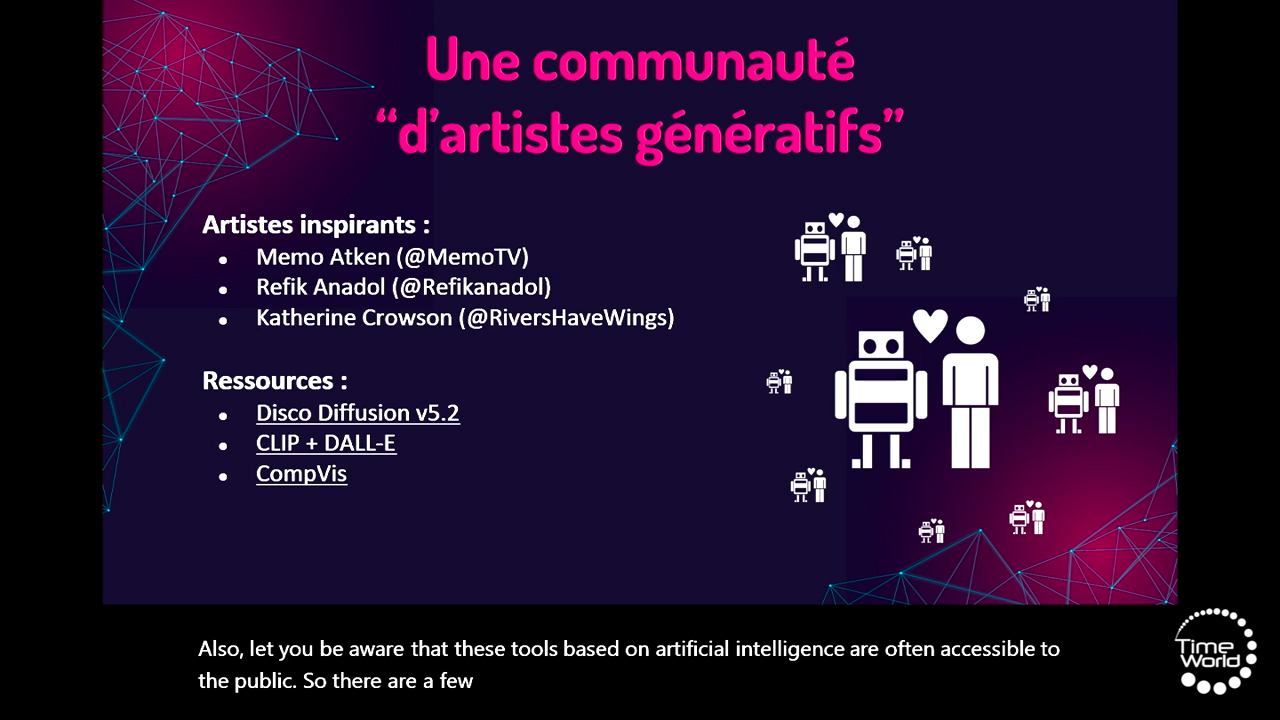 Une communauté
“d’artistes génératifs”
Artistes inspirants :
● Memo Atken (@MemoTV)
● Refik Anadol (@Refikanadol)
● Katherine Crowson (@RiversHaveWings)
Ressources :
● Disco Diffusion v5.2
● CLIP + DALL-E
● CompVis
Also, let you be aware that these tools based on artificial intelligence are often accessible to
the public. So there are a few
Time
World